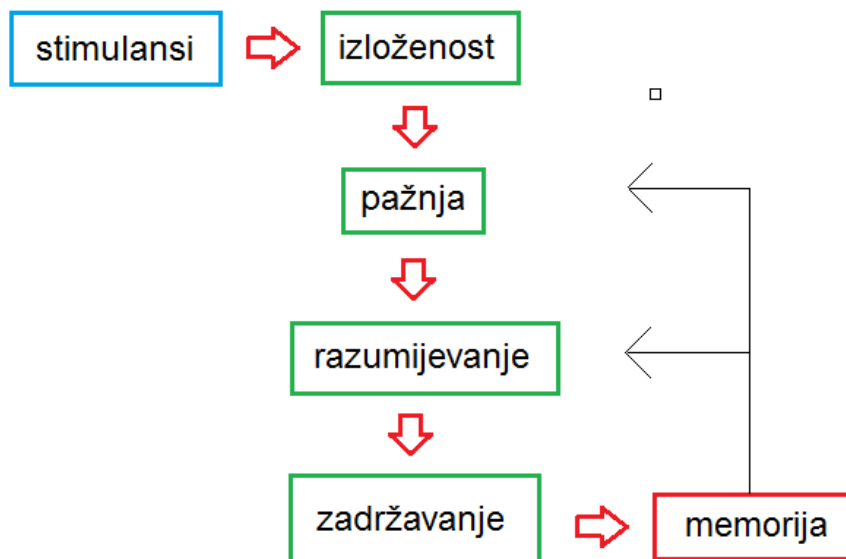 stimulansi
izloženost
pažnja
razumijevanje
zadržavanje
memorija